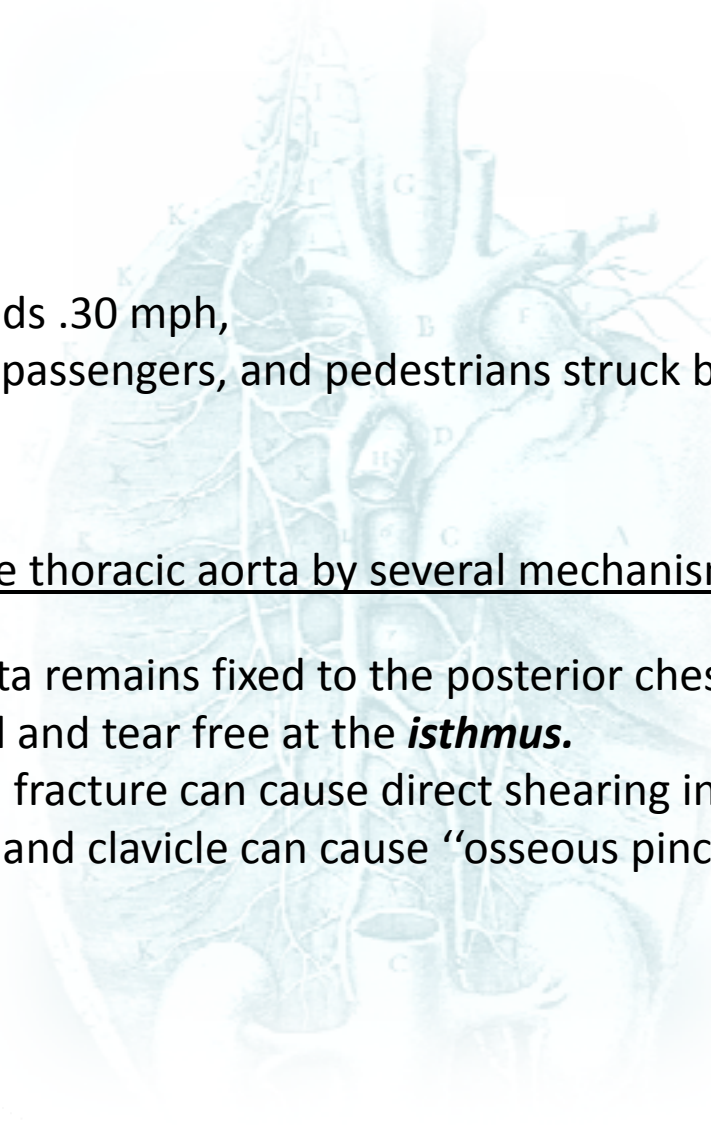 ds .30 mph,
passengers, and pedestrians struck b
e thoracic aorta by several mechanisr
ta remains fixed to the posterior ches
l and tear free at the isthmus.
fracture can cause direct shearing in
and clavicle can cause ‘‘osseous pinc